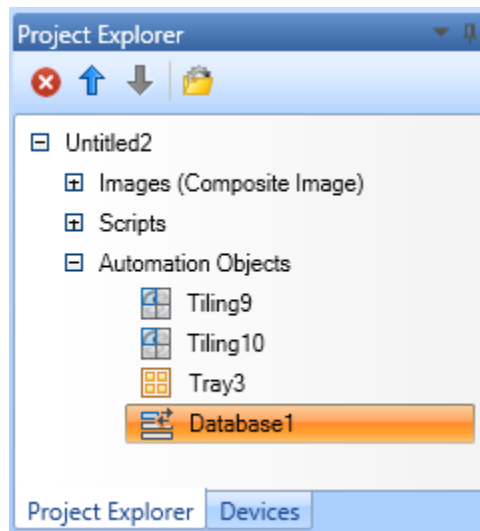 Project Explorer
Untitled2
Images (Composite Image)
Scripts
Automation Objects
Tiling9
Tiling10
Tray3
Database1
Project Explorer Devices